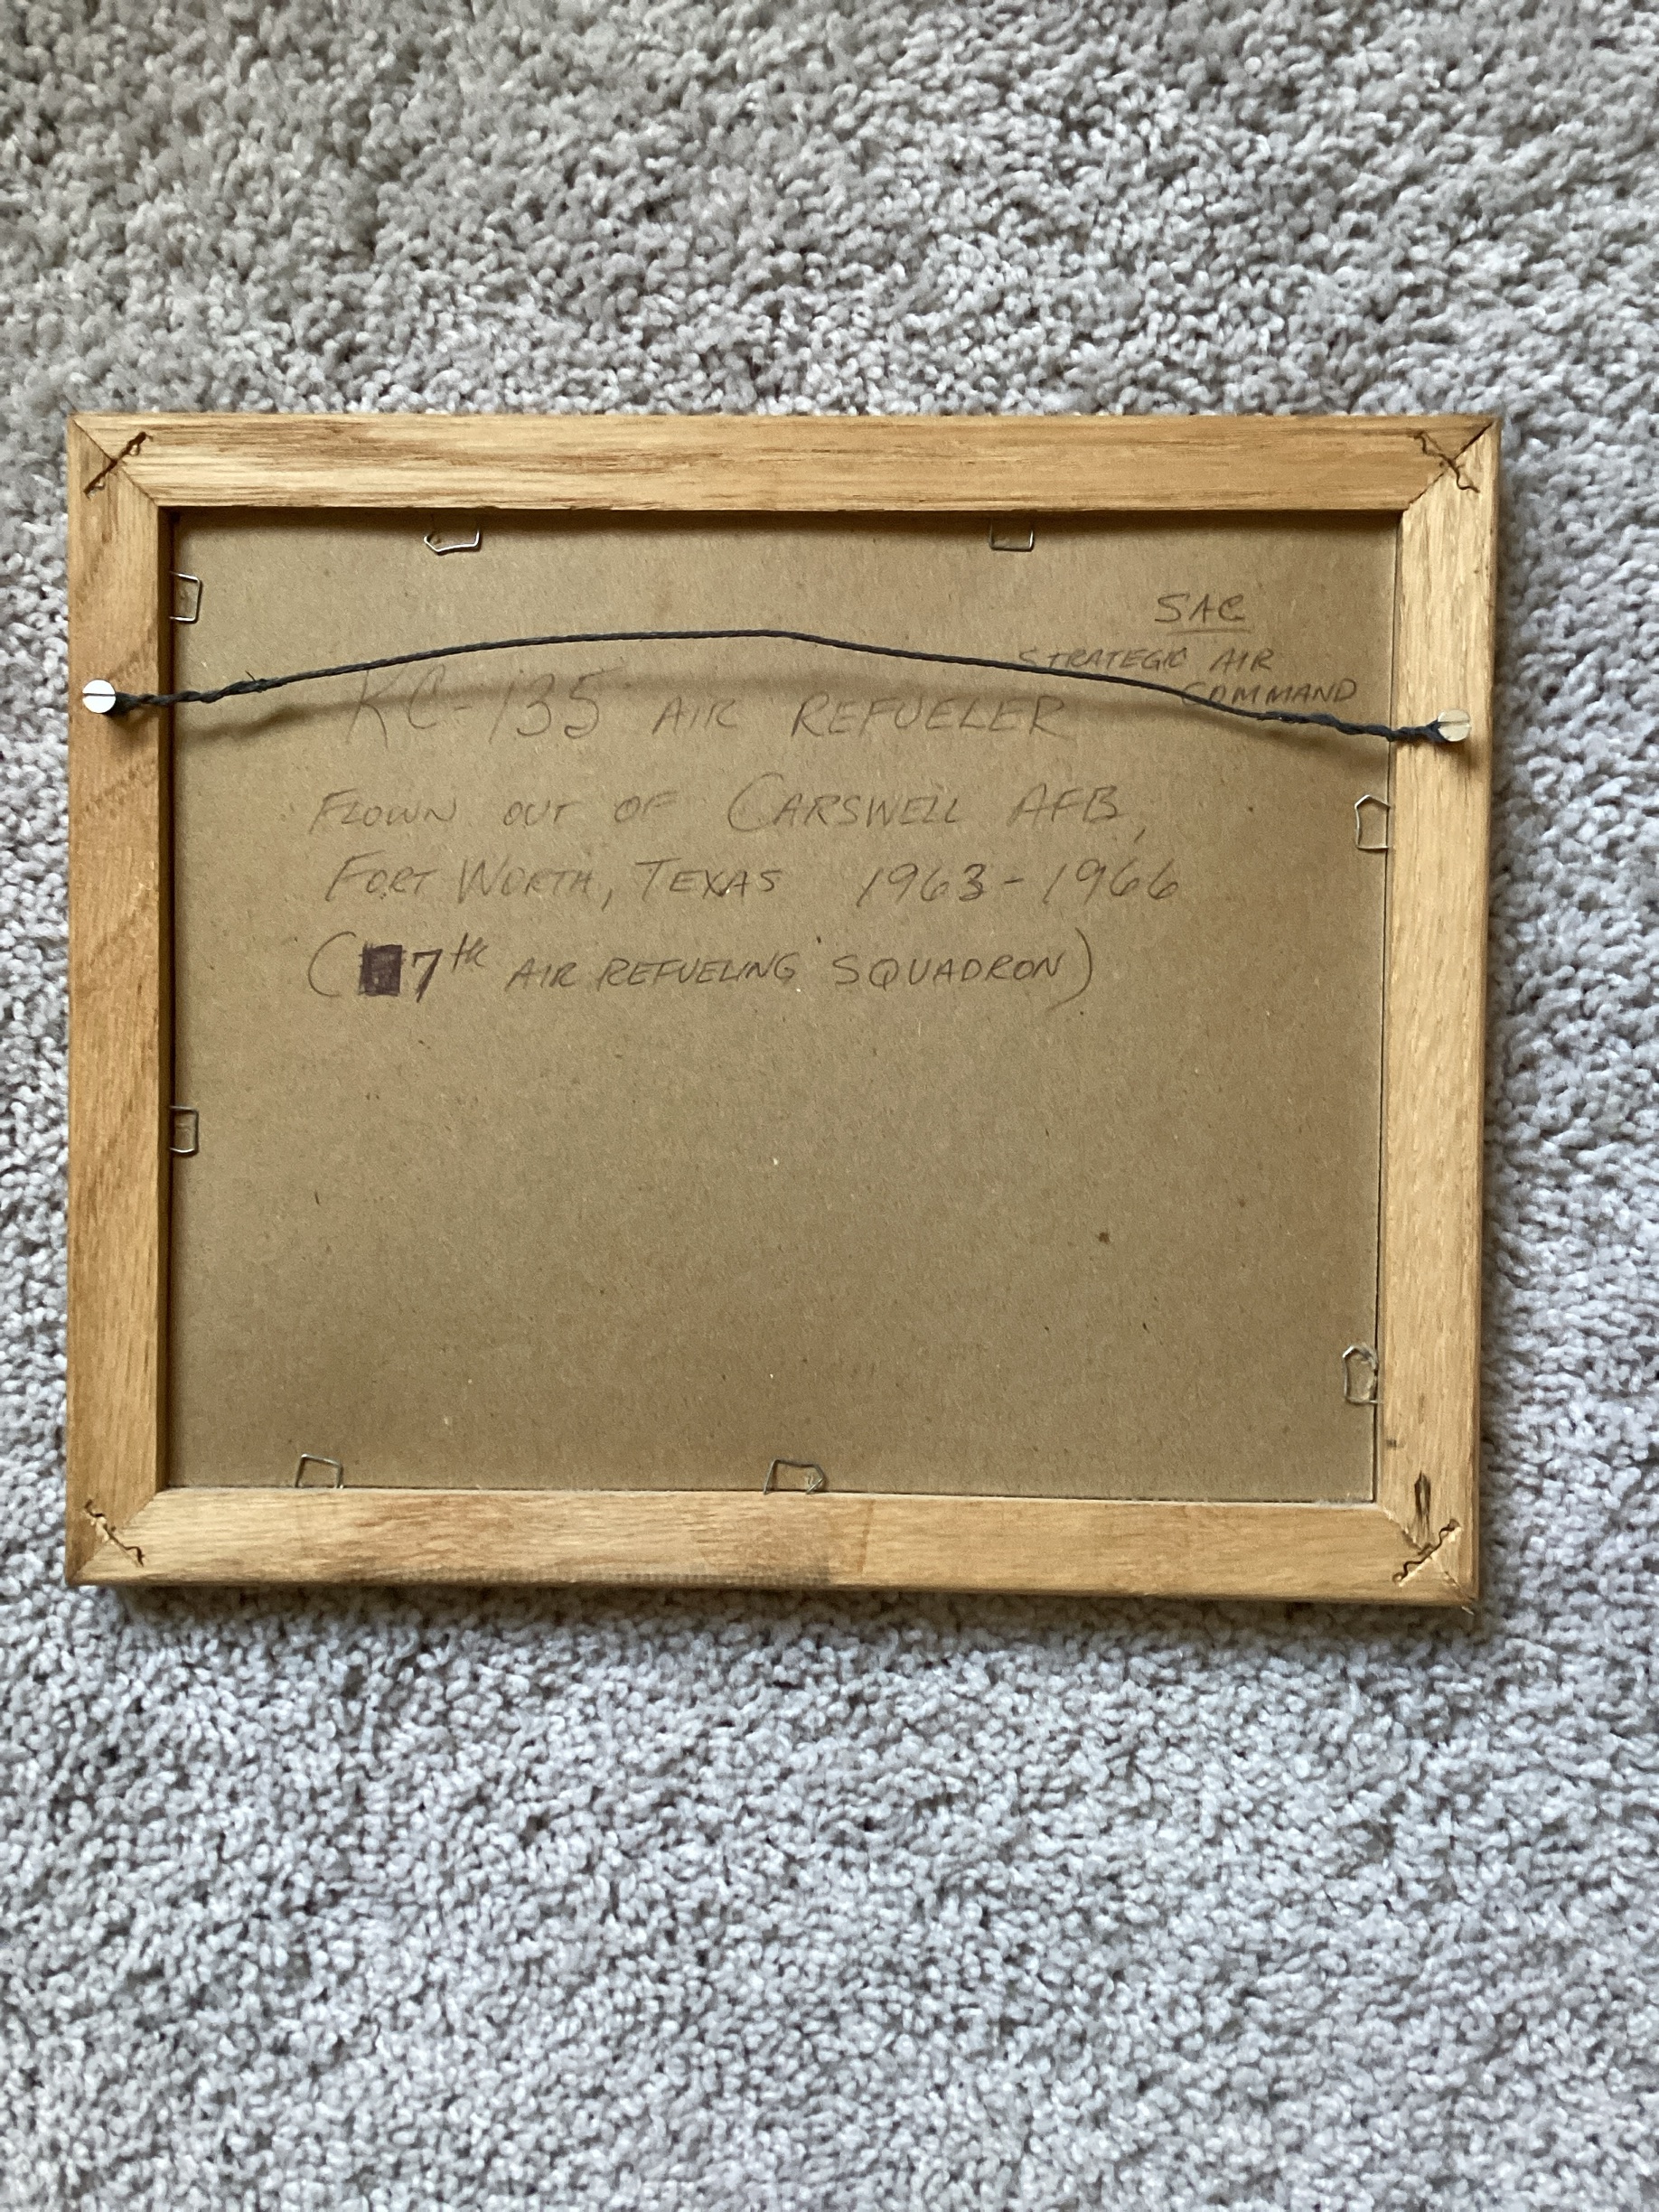 SAC
STRATEGIC AIR
COMMAND
KC-135 AIR REFUELER
FLOWN OUT OF CARSWELL AFB,
FORT WORTH, TEXAS 1963-1966
(7th AIR REFUELING SQUADRON)